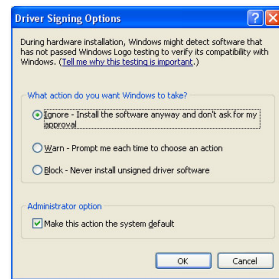 Driver Signing Options
During hardware installation, Windows might detect software that
has not passed Windows Logo testing to verify its compatibility with
Windows. (Tell me why this testing is important.)
What action do you want Windows to take?
Ignore - Install the software anyway and don't ask for my
approval
Warn - Prompt me each time to choose an action
Block - Never install unsigned driver software
Administrator option
Make this action the system default
OK Cancel